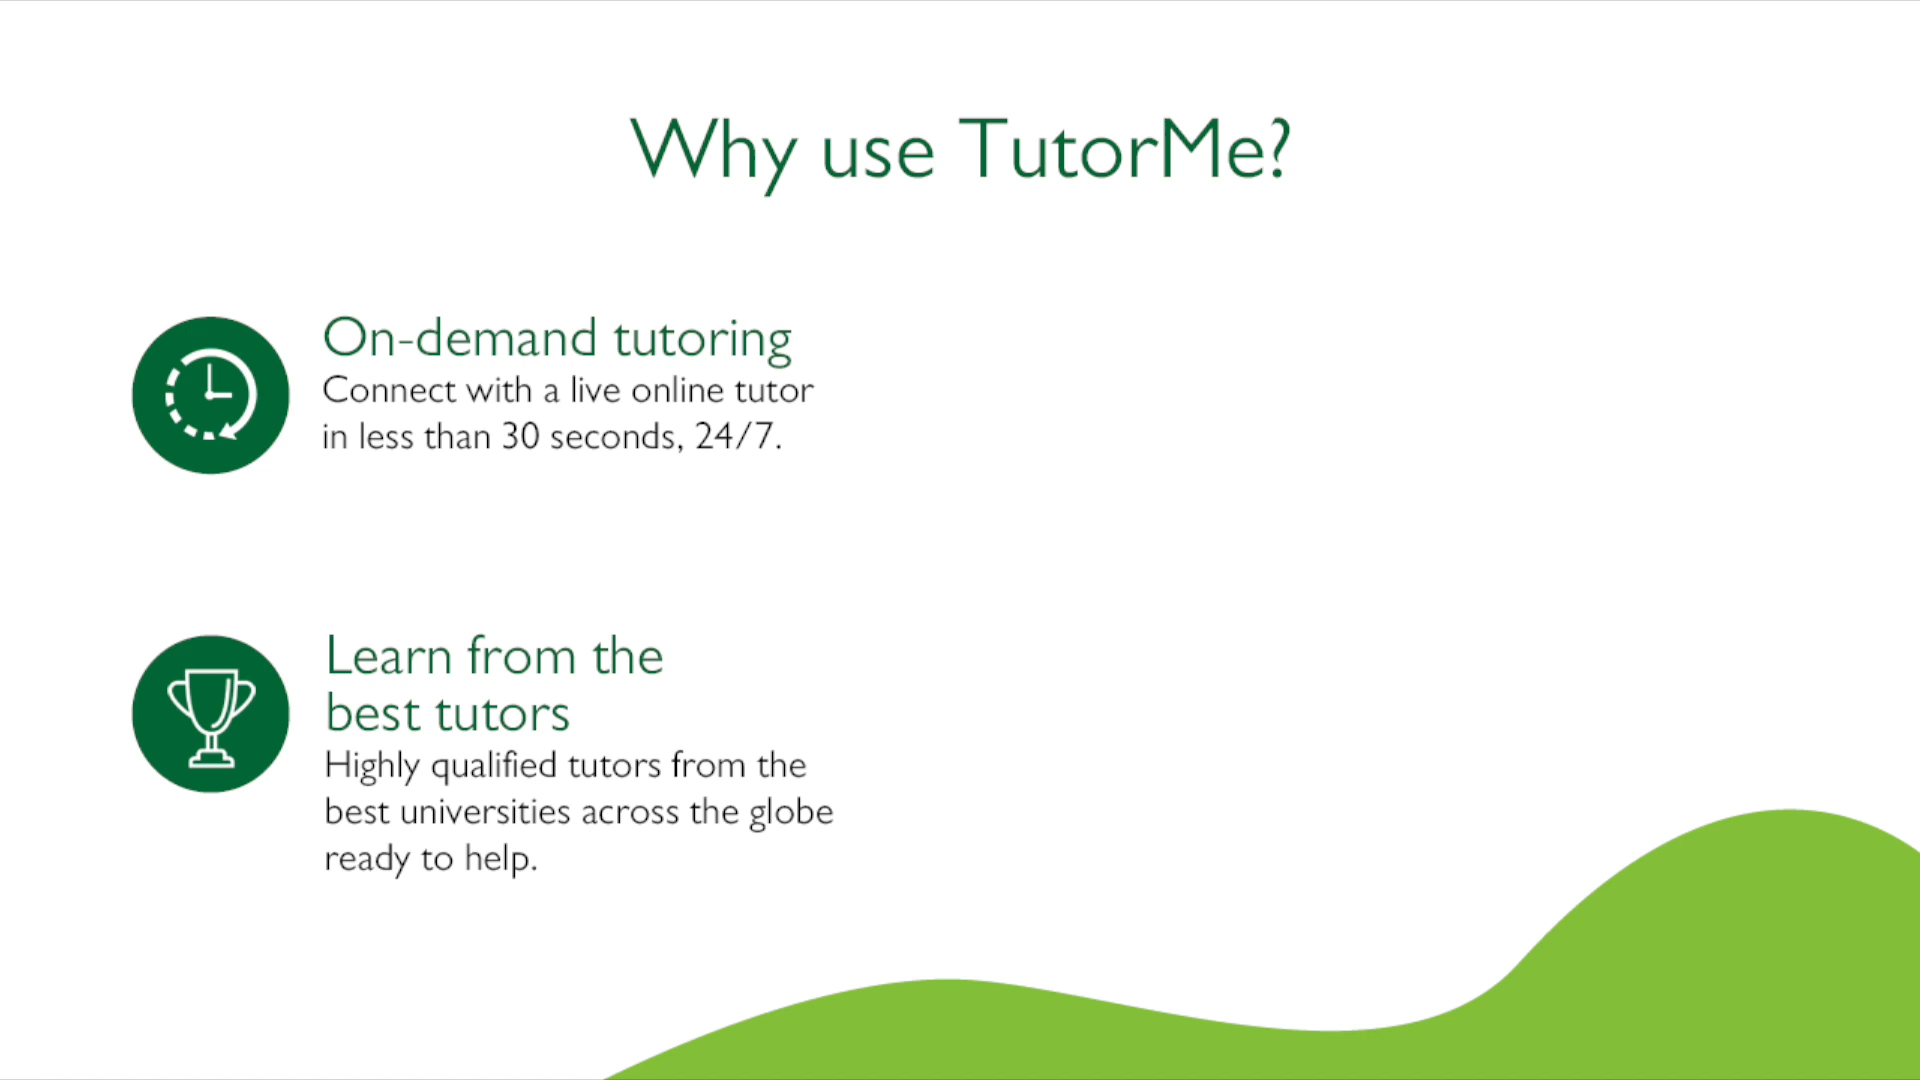 Why use TutorMe?
On-demand tutoring
Connect with a live online tutor
in less than 30 seconds, 24/7.
Learn from the
best tutors
Highly qualified tutors from the
best universities across the globe
ready to help.